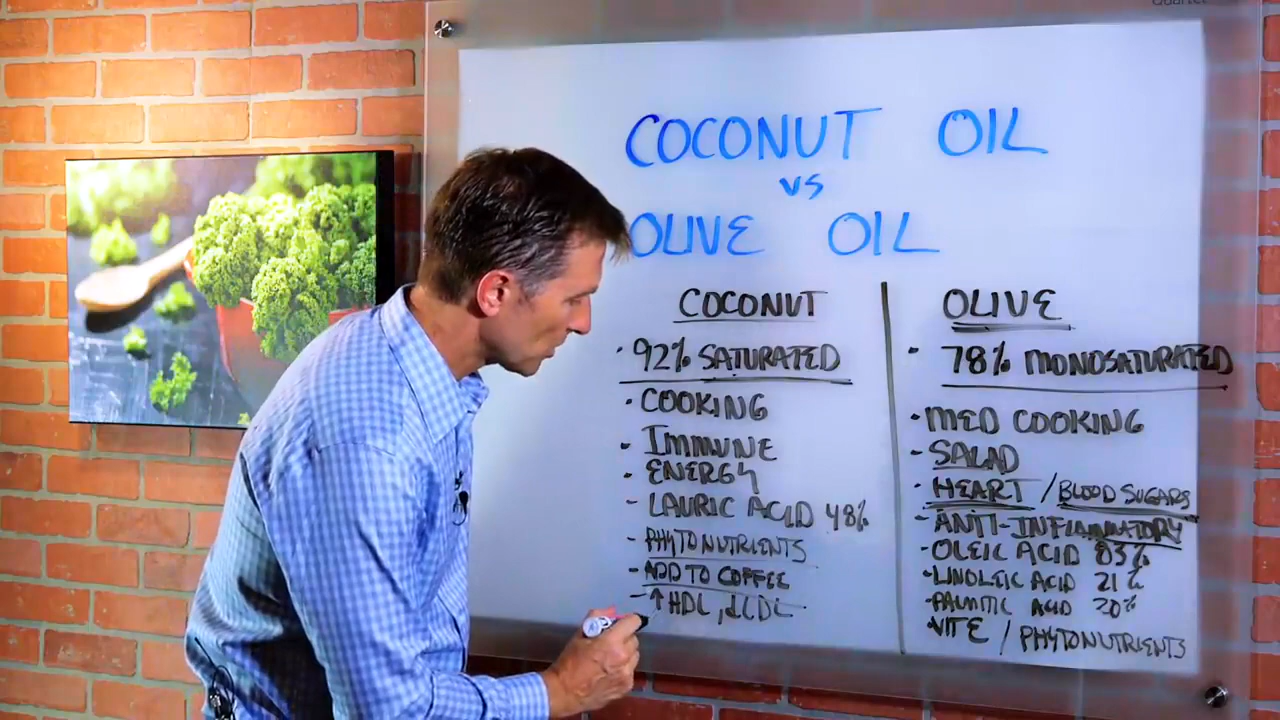 Quartet
COCONUT OIL
VS
OLIVE OIL
COCONUT
· 92% SATURATED
· COOKING
· IMMUNE
· ENERGY
- LAURIC ACID 48%
- PHYTONUTRIENTS
- ADD TO COFFEE
- ↑ HDL, ↓LDL
OLIVE
· 78% MONOSATURATED
· MED COOKING
- SALAD
· HEART / BLOOD SUGARS
- ANTI-INFLAMMATORY
- OLEIC ACID 83%
- LINOLEIC ACID 21%
- PALMITIC ACID 20%
- VIT E / PHYTONUTRIENTS